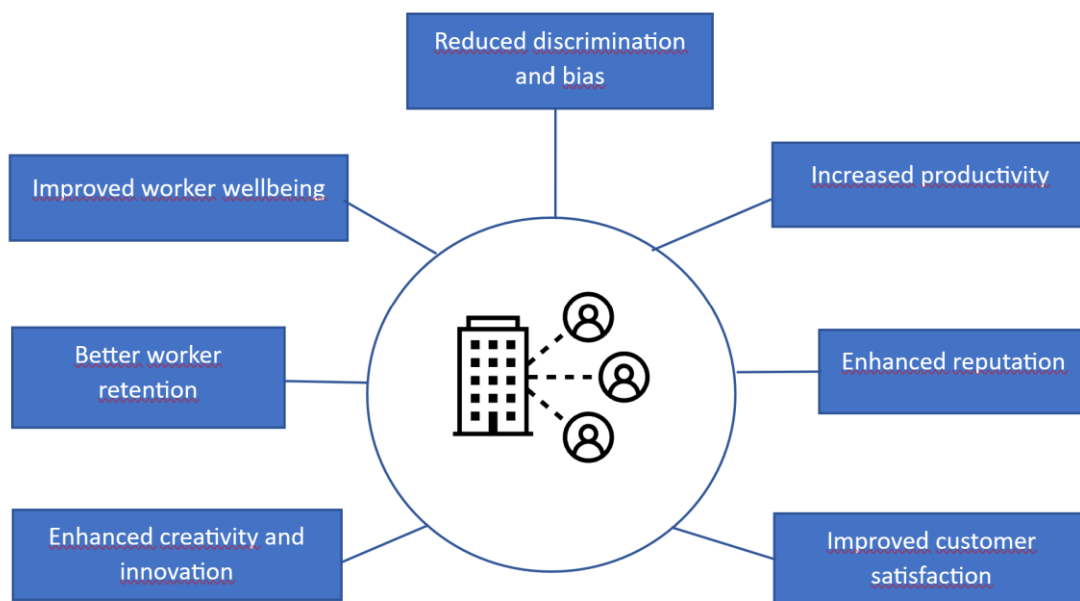 Reduced discrimination
and bias
Improved worker wellbeing
Increased productivity
Better worker
retention
Enhanced reputation
Enhanced creativity and
innovation
Improved customer
satisfaction